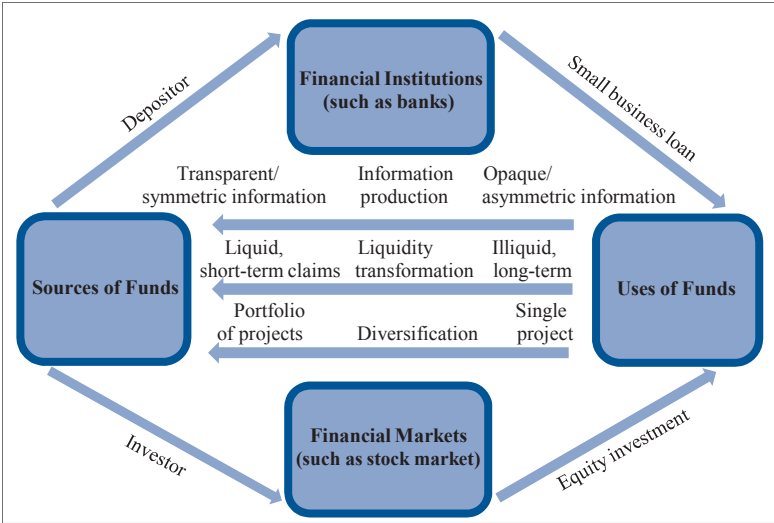 Financial Institutions
(such as banks)
Depositor
Small business loan
Transparent/
symmetric information
Information
production
Opaque/
asymmetric information
Sources of Funds
Liquid,
short-term claims
Liquidity
transformation
Illiquid,
long-term
Uses of Funds
Portfolio
of projects
Diversification
Single
project
Investor
Financial Markets
(such as stock market)
Equity investment